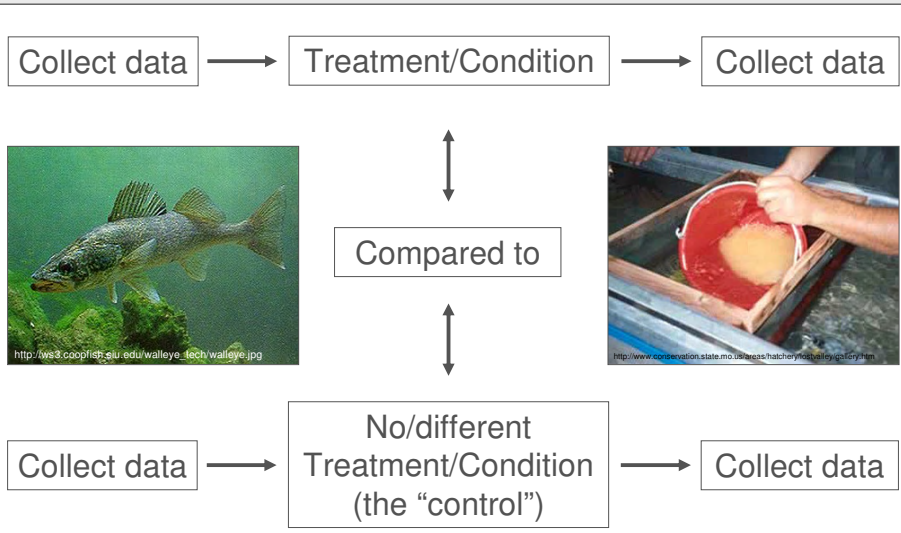 Collect data
Treatment/Condition
Collect data
http://ws3.coopfish.siu.edu/walleye_tech/walleye.jpg
Compared to
http://www.conservation.state.mo.us/areas/hatchery/lostvalley/gallery.htm
Collect data
No/different
Treatment/Condition
(the “control”)
Collect data